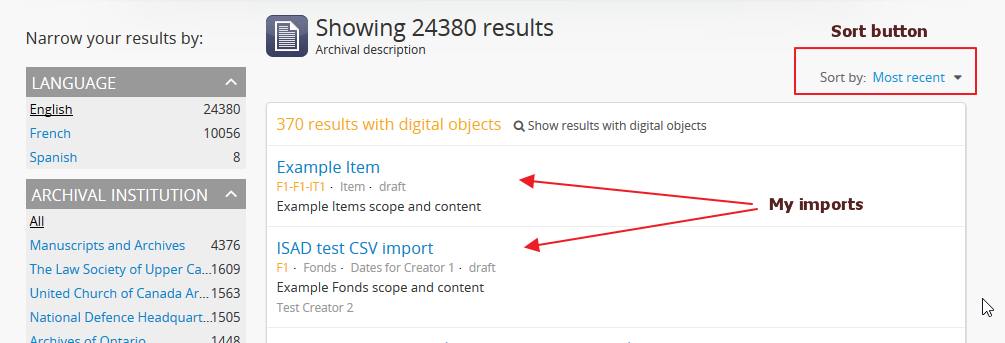 Narrow your results by:
LANGUAGE
English 24380
French 10056
Spanish 8
ARCHIVAL INSTITUTION
All
Manuscripts and Archives 4376
The Law Society of Upper Ca...1609
United Church of Canada Ar... 1563
National Defence Headquart...1505
Archives of Ontario 1448
Showing 24380 results
Archival description
Sort button
Sort by: Most recent
370 results with digital objects Show results with digital objects
Example Item
F1-F1-IT1 · Item · draft
Example Items scope and content
My imports
ISAD test CSV import
F1 · Fonds · Dates for Creator 1 · draft
Example Fonds scope and content
Test Creator 2